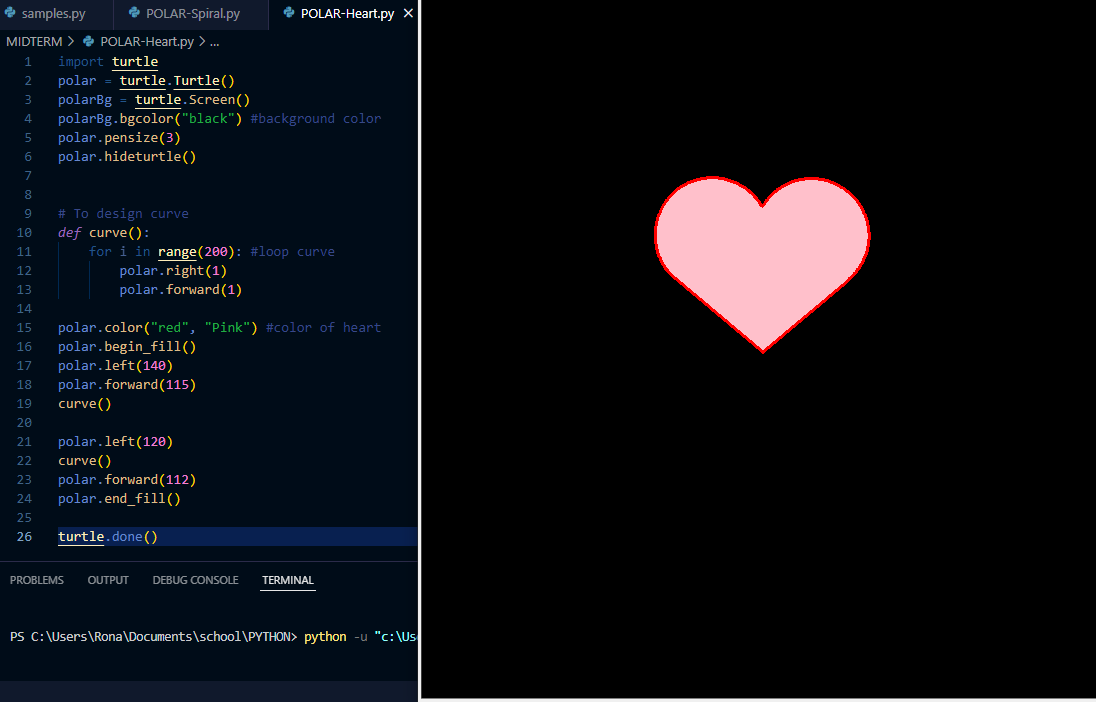 samples.py POLAR-Spiral.py POLAR-Heart.py ×
MIDTERM > POLAR-Heart.py > ...
1 import turtle
2 polar = turtle.Turtle()
3 polarBg = turtle.Screen()
4 polarBg.bgcolor("black") #background color
5 polar.pensize(3)
6 polar.hideturtle()
7
8
9 # To design curve
10 def curve():
11     for i in range(200): #loop curve
12         polar.right(1)
13         polar.forward(1)
14
15 polar.color("red", "Pink") #color of heart
16 polar.begin_fill()
17 polar.left(140)
18 polar.forward(115)
19 curve()
20
21 polar.left(120)
22 curve()
23 polar.forward(112)
24 polar.end_fill()
25
26 turtle.done()
PROBLEMS OUTPUT DEBUG CONSOLE TERMINAL
PS C:\Users\Rona\Documents\school\PYTHON> python -u "c:\Us